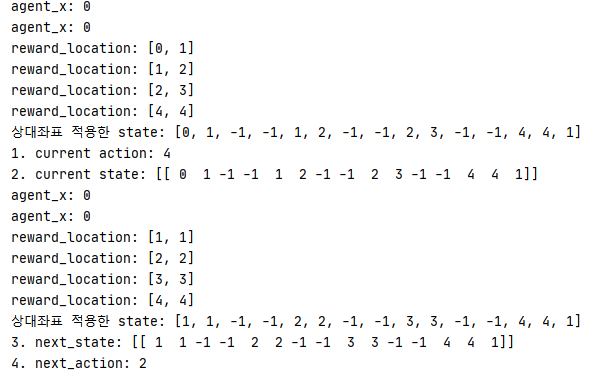 agent_x: 0
agent_x: 0
reward_location: [0, 1]
reward_location: [1, 2]
reward_location: [2, 3]
reward_location: [4, 4]
상대좌표 적용한 state: [0, 1, -1, -1, 1, 2, -1, -1, 2, 3, -1, -1, 4, 4, 1]
1. current action: 4
2. current state: [[ 0  1 -1 -1  1  2 -1 -1  2  3 -1 -1  4  4  1]]
agent_x: 0
agent_x: 0
reward_location: [1, 1]
reward_location: [2, 2]
reward_location: [3, 3]
reward_location: [4, 4]
상대좌표 적용한 state: [1, 1, -1, -1, 2, 2, -1, -1, 3, 3, -1, -1, 4, 4, 1]
3. next_state: [[ 1  1 -1 -1  2  2 -1 -1  3  3 -1 -1  4  4  1]]
4. next_action: 2